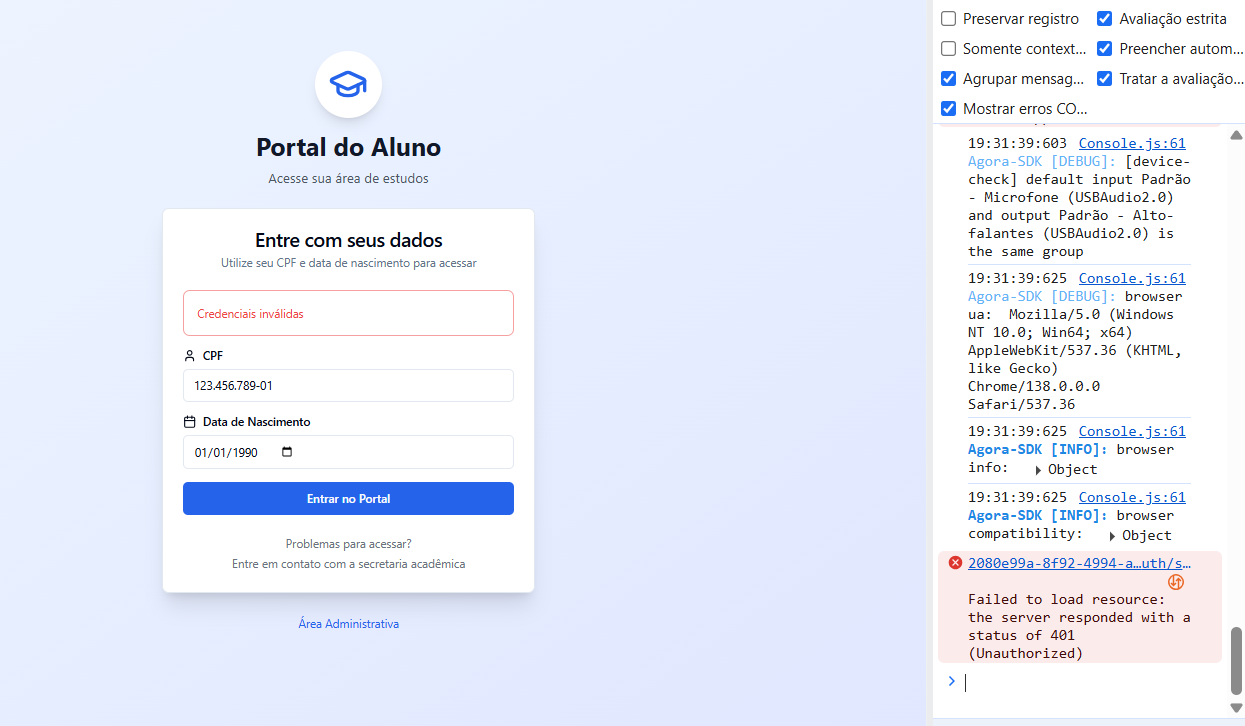 Portal do Aluno
Acesse sua área de estudos
Entre com seus dados
Utilize seu CPF e data de nascimento para acessar
Credenciais inválidas
CPF
123.456.789-01
Data de Nascimento
01/01/1990
Entrar no Portal
Problemas para acessar?
Entre em contato com a secretaria acadêmica
Área Administrativa
Preservar registro
Avaliação estrita
Somente context...
Preencher autom...
Agrupar mensag...
Tratar a avaliação...
Mostrar erros CO...
19:31:39:603 Console.js:61
Agora-SDK [DEBUG]: [device-
check] default input Padrão
- Microfone (USBAudio2.0)
and output Padrão - Alto-
falantes (USBAudio2.0) is
the same group
19:31:39:625 Console.js:61
Agora-SDK [DEBUG]: browser
ua: Mozilla/5.0 (Windows
NT 10.0; Win64; x64)
AppleWebKit/537.36 (KHTML,
like Gecko)
Chrome/138.0.0.0
Safari/537.36
19:31:39:625 Console.js:61
Agora-SDK [INFO]: browser
info: Object
19:31:39:625 Console.js:61
Agora-SDK [INFO]: browser
compatibility: Object
2080e99a-8f92-4994-a…uth/s…
Failed to load resource:
the server responded with a
status of 401
(Unauthorized)